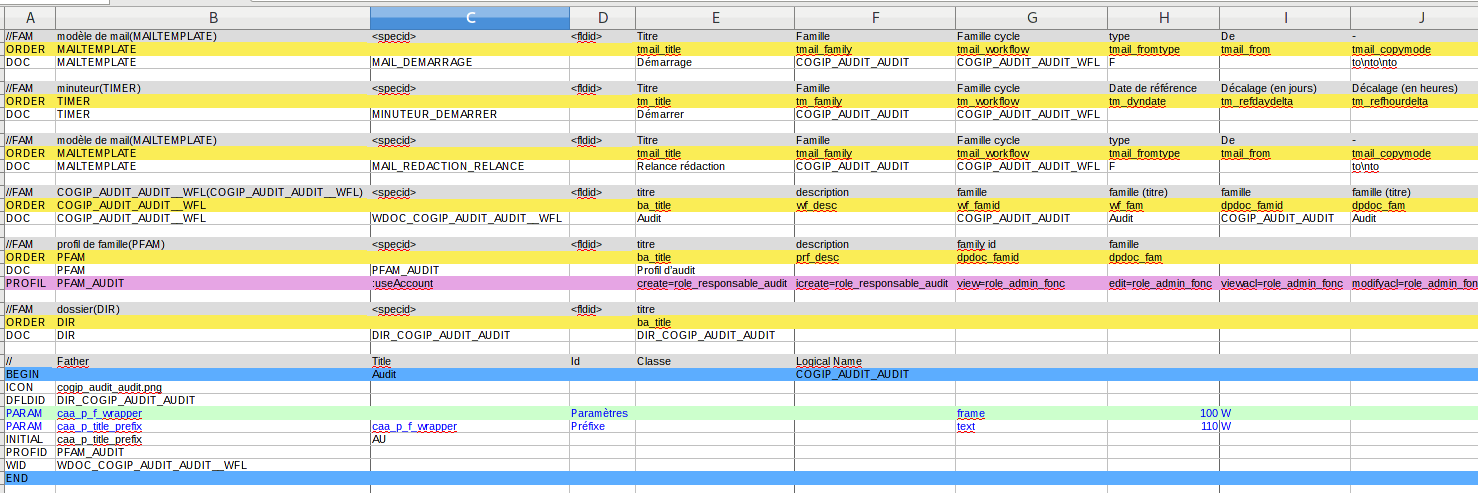 A B C D E F G H I J
//FAM modèle de mail(MAILTEMPLATE) <specid> <fldid> Titre Famille Famille cycle type De -
ORDER MAILTEMPLATE tmail_title tmail_family tmail_workflow tmail_fromtype tmail_from tmail_copymode
DOC MAILTEMPLATE MAIL_DEMARRAGE Démarrage COGIP_AUDIT_AUDIT COGIP_AUDIT_AUDIT_WFL F to\nto\nto
//FAM minuteur(TIMER) <specid> <fldid> Titre Famille Famille cycle Date de référence Décalage (en jours) Décalage (en heures)
ORDER TIMER tm_title tm_family tm_workflow tm_dyndate tm_refdaydelta tm_refhourdelta
DOC TIMER MINUTEUR_DEMARRER Démarrer COGIP_AUDIT_AUDIT COGIP_AUDIT_AUDIT_WFL
//FAM modèle de mail(MAILTEMPLATE) <specid> <fldid> Titre Famille Famille cycle type De -
ORDER MAILTEMPLATE tmail_title tmail_family tmail_workflow tmail_fromtype tmail_from tmail_copymode
DOC MAILTEMPLATE MAIL_REDACTION_RELANCE Relance rédaction COGIP_AUDIT_AUDIT COGIP_AUDIT_AUDIT_WFL F to\nto
//FAM COGIP_AUDIT_AUDIT__WFL(COGIP_AUDIT_AUDIT__WFL) <specid> <fldid> titre description famille famille (titre) famille famille (titre)
ORDER COGIP_AUDIT_AUDIT__WFL ba_title wf_desc wf_famid wf_fam dpdoc_famid dpdoc_fam
DOC COGIP_AUDIT_AUDIT__WFL WDOC_COGIP_AUDIT_AUDIT__WFL Audit COGIP_AUDIT_AUDIT Audit COGIP_AUDIT_AUDIT Audit
//FAM profil de famille(PFAM) <specid> <fldid> titre description family id famille
ORDER PFAM ba_title prf_desc dpdoc_famid dpdoc_fam
DOC PFAM PFAM_AUDIT Profil d'audit
PROFIL PFAM_AUDIT :useAccount create=role_responsable_audit icreate=role_responsable_audit view=role_admin_fonc edit=role_admin_fonc viewacl=role_admin_fonc modifyacl=role_admin_fon
//FAM dossier(DIR) <specid> <fldid> titre
ORDER DIR ba_title
DOC DIR DIR_COGIP_AUDIT_AUDIT DIR_COGIP_AUDIT_AUDIT
// Father Title Id Classe Logical Name
BEGIN Audit COGIP_AUDIT_AUDIT
ICON cogip_audit_audit.png
DFLDID DIR_COGIP_AUDIT_AUDIT
PARAM caa_p_f_wrapper Paramètres frame 100 W
PARAM caa_p_title_prefix caa_p_f_wrapper Préfixe text 110 W
INITIAL caa_p_title_prefix AU
PROFID PFAM_AUDIT
WID WDOC_COGIP_AUDIT_AUDIT__WFL
END